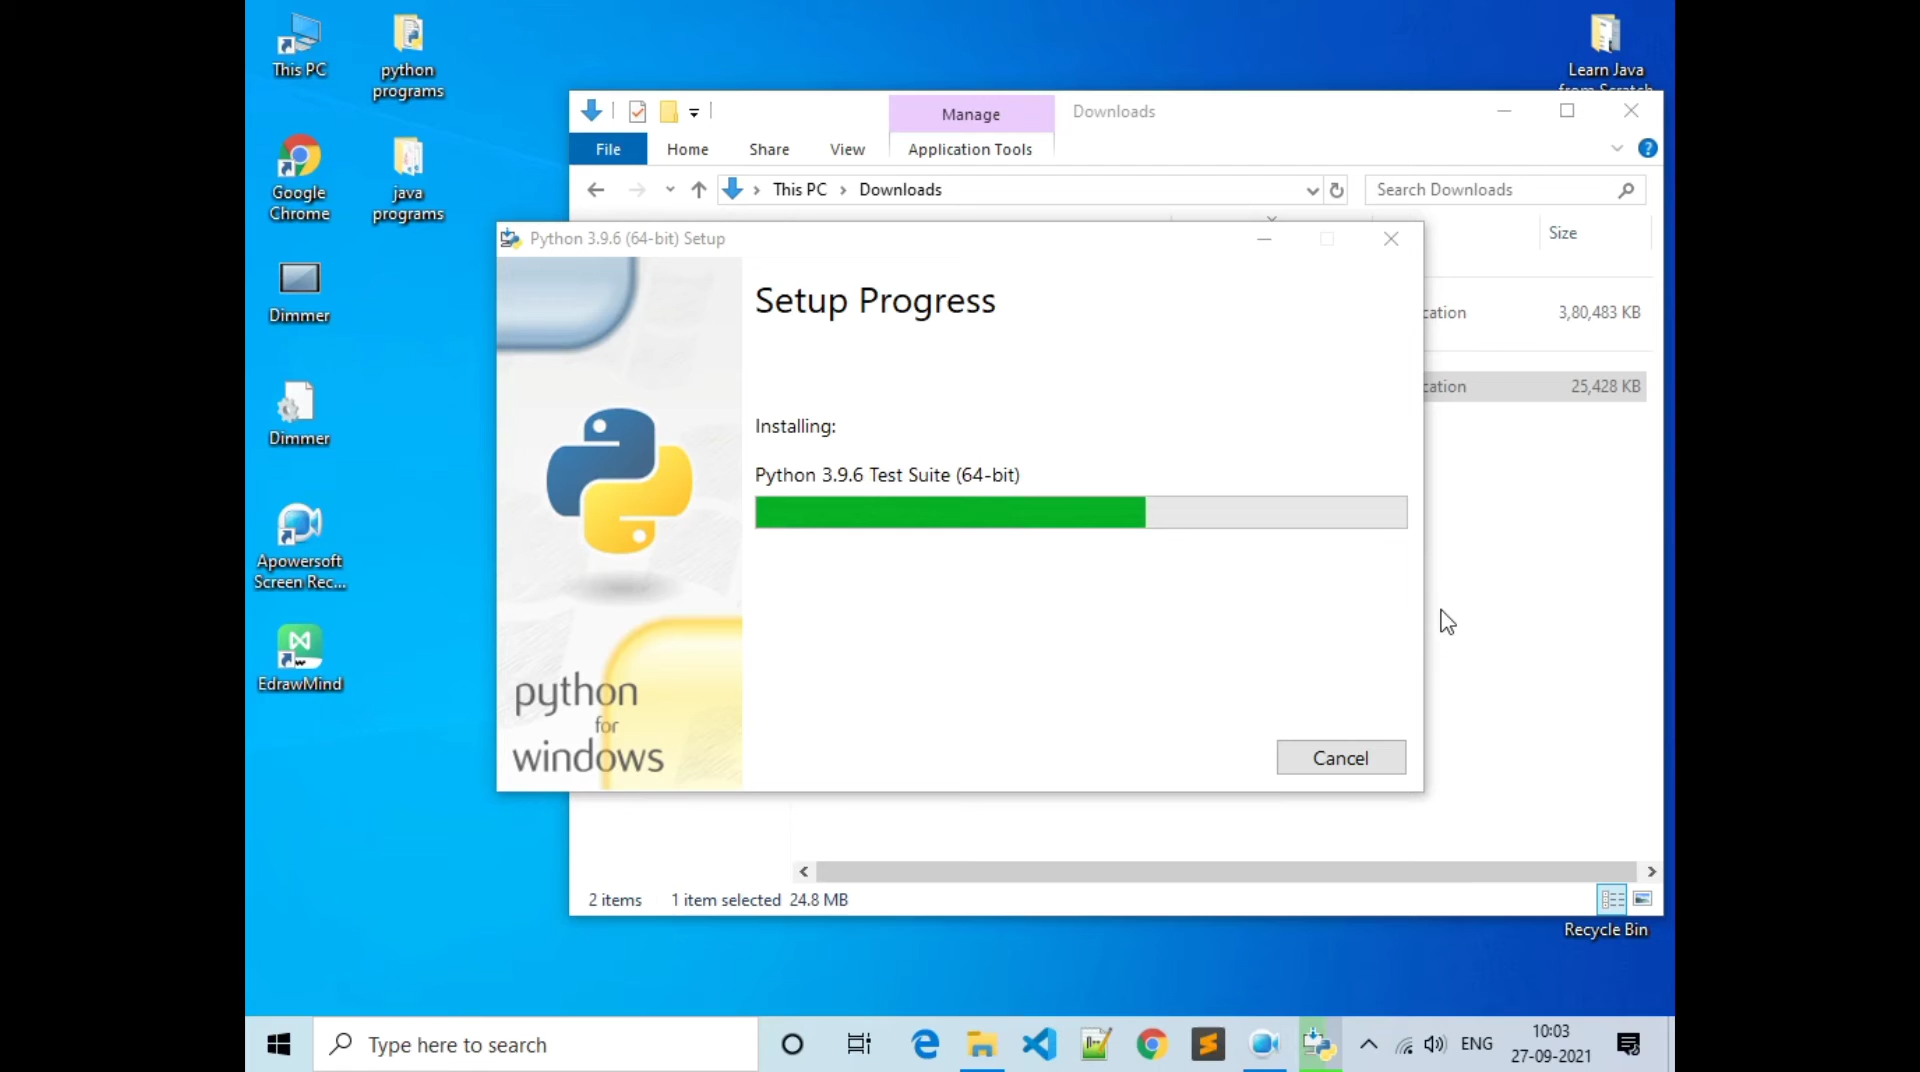 This PC
python
programs
Google
Chrome
java
programs
Dimmer
Dimmer
Apowersoft
Screen Rec...
EdrawMind
Learn Java
from Scratch
Manage
Downloads
File
Home
Share
View
Application Tools
This PC
Downloads
Search Downloads
Size
cation
3,80,483 KB
cation
25,428 KB
Python 3.9.6 (64-bit) Setup
Setup Progress
Installing:
Python 3.9.6 Test Suite (64-bit)
python
for
windows
Cancel
2 items
1 item selected 24.8 MB
Recycle Bin
Type here to search
ENG
10:03
27-09-2021